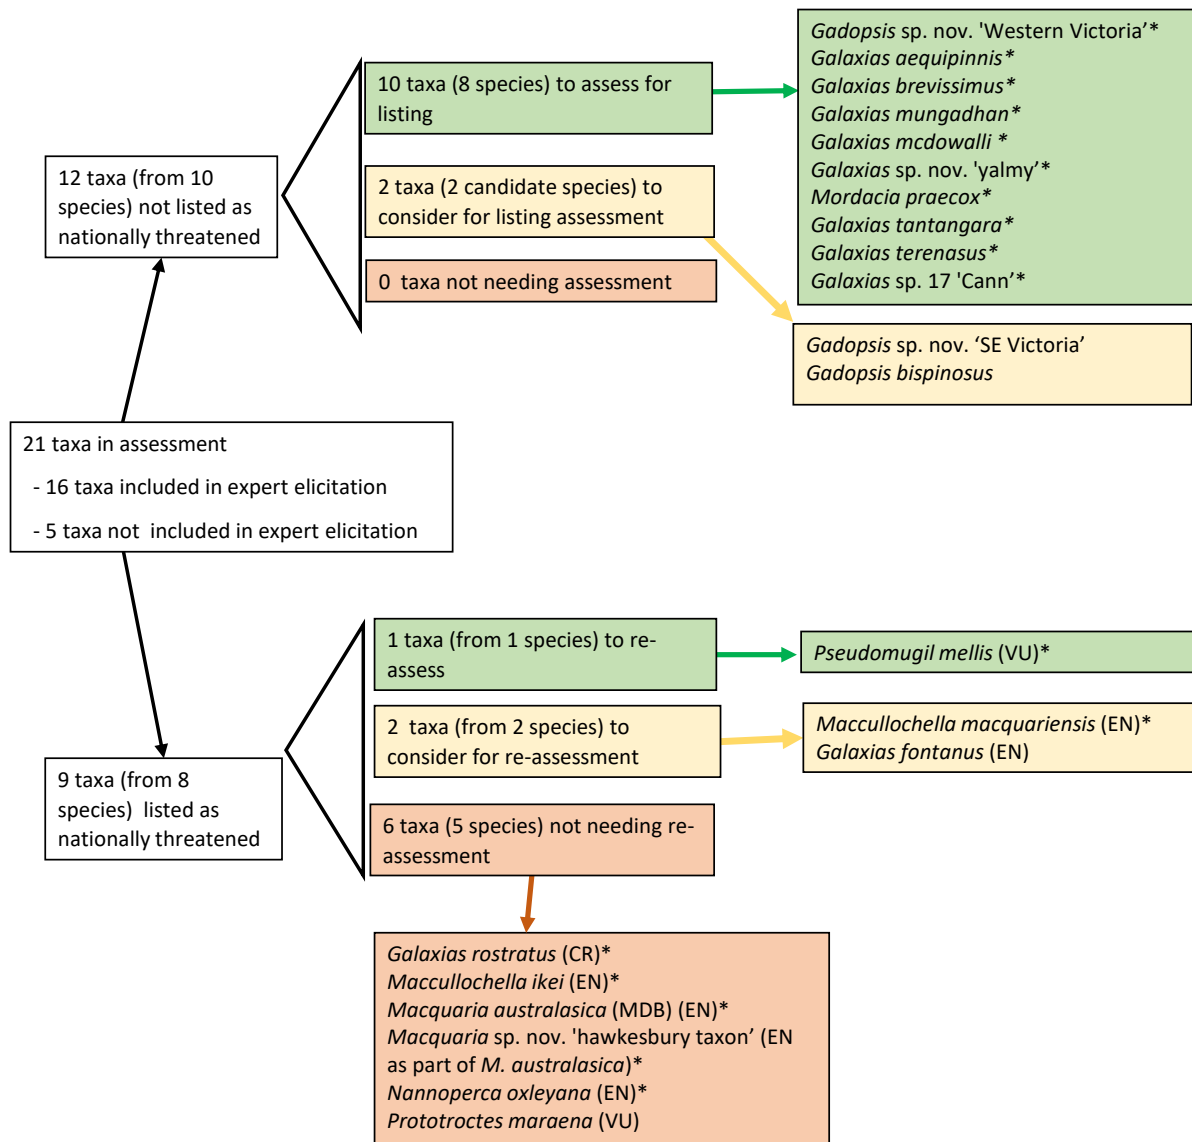 Gadopsis sp. nov. 'Western Victoria’*
Galaxias aequipinnis*
Galaxias brevissimus*
Galaxias mungadhan*
Galaxias mcdowalli *
Galaxias sp. nov. 'yalmy’*
Mordacia praecox*
Galaxias tantangara*
Galaxias terenasus*
Galaxias sp. 17 'Cann’*
10 taxa (8 species) to assess for
listing
12 taxa (from 10
species) not listed as
nationally threatened
2 taxa (2 candidate species) to
consider for listing assessment
0 taxa not needing assessment
Gadopsis sp. nov. ‘SE Victoria’
Gadopsis bispinosus
21 taxa in assessment
- 16 taxa included in expert elicitation
- 5 taxa not included in expert elicitation
1 taxa (from 1 species) to re-
assess
Pseudomugil mellis (VU)*
2 taxa (from 2 species) to
consider for re-assessment
Maccullochella macquariensis (EN)*
Galaxias fontanus (EN)
9 taxa (from 8
species) listed as
nationally threatened
6 taxa (5 species) not needing re-
assessment
Galaxias rostratus (CR)*
Maccullochella ikei (EN)*
Macquaria australasica (MDB) (EN)*
Macquaria sp. nov. 'hawkesbury taxon’ (EN
as part of M. australasica)*
Nannoperca oxleyana (EN)*
Prototroctes maraena (VU)